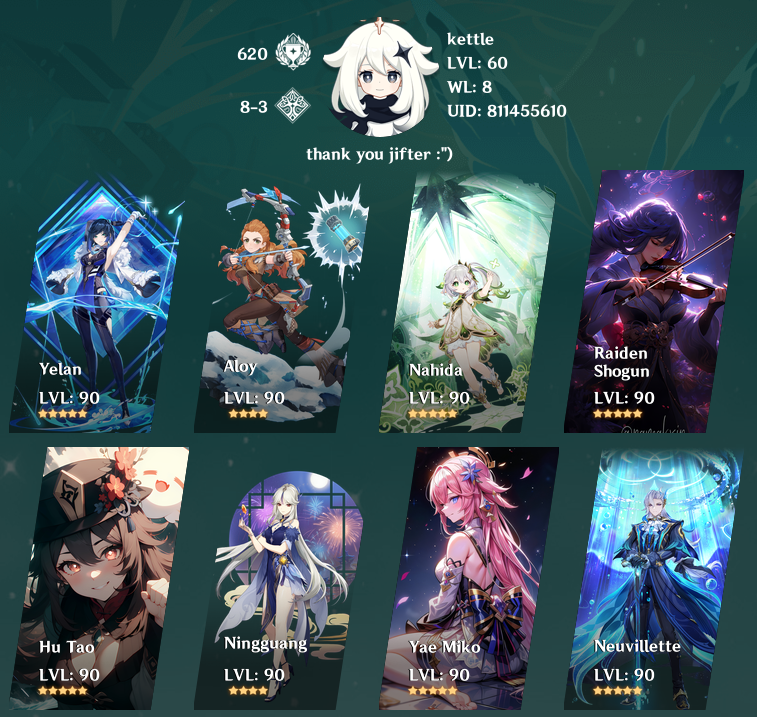 620
kettle
LVL: 60
WL: 8
8-3
UID: 811455610
thank you jifter :")
Yelan
LVL: 90
Aloy
LVL: 90
Nahida
LVL: 90
Raiden
Shogun
LVL: 90
Hu Tao
LVL: 90
Ningguang
LVL: 90
Yae Miko
LVL: 90
Neuvillette
LVL: 90